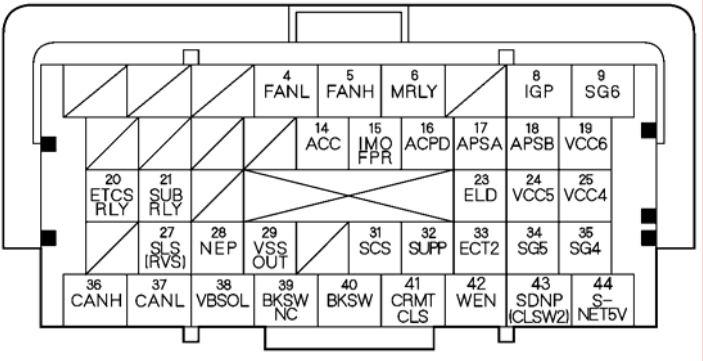 4 5 6 8 9
FANL FANH MRLY IGP SG6
14 15 16 17 18 19
ACC IMO FPR ACPD APSA APSB VCC6
20 21 23 24 25
ETCS RLY SUB RLY ELD VCC5 VCC4
27 28 29 31 32 33 34 35
SLS (RVS) NEP VSS OUT SCS SUPP ECT2 SG5 SG4
36 37 38 39 40 41 42 43 44
CANH CANL VBSOL BKSW NC BKSW CRMT CLS WEN SDNP (CLSW2) S-NET5V